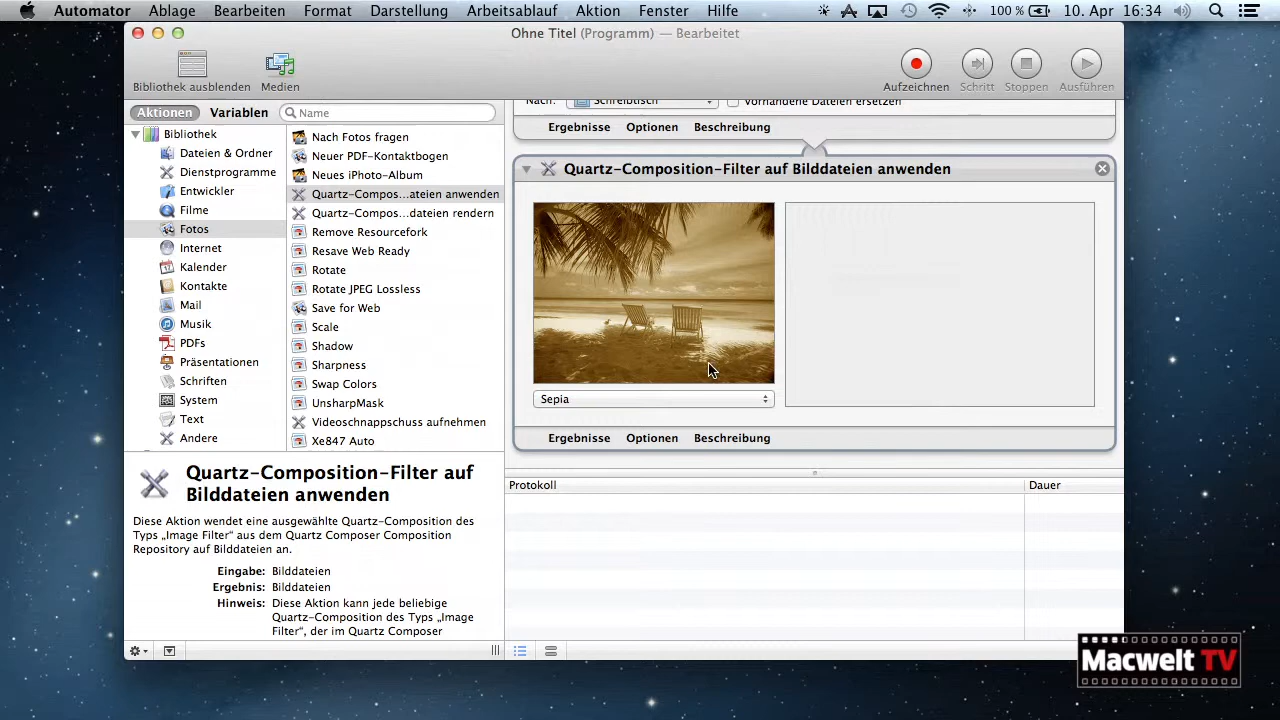 Automator Ablage Bearbeiten Format Darstellung Arbeitsablauf Aktion Fenster Hilfe 100 % 10. Apr 16:34
Ohne Titel (Programm) — Bearbeitet
Bibliothek ausblenden Medien Aufzeichnen Schritt Stoppen Ausführen
Aktionen Variablen Name
Nach: Schreibtisch Vorhandene Dateien ersetzen
Ergebnisse Optionen Beschreibung
Bibliothek
Dateien & Ordner
Dienstprogramme
Entwickler
Filme
Fotos
Internet
Kalender
Kontakte
Mail
Musik
PDFs
Präsentationen
Schriften
System
Text
Andere
Nach Fotos fragen
Neuer PDF-Kontaktbogen
Neues iPhoto-Album
Quartz-Compos...ateien anwenden
Quartz-Compos...dateien rendern
Remove Resourcefork
Resave Web Ready
Rotate
Rotate JPEG Lossless
Save for Web
Scale
Shadow
Sharpness
Swap Colors
UnsharpMask
Videoschnappschuss aufnehmen
Xe847 Auto
Quartz-Composition-Filter auf Bilddateien anwenden
Sepia
Ergebnisse Optionen Beschreibung
Protokoll Dauer
Quartz-Composition-Filter auf
Bilddateien anwenden
Diese Aktion wendet eine ausgewählte Quartz-Composition des
Typs „Image Filter“ aus dem Quartz Composer Composition
Repository auf Bilddateien an.
Eingabe: Bilddateien
Ergebnis: Bilddateien
Hinweis: Diese Aktion kann jede beliebige
Quartz-Composition des Typs „Image
Filter“, der im Quartz Composer
Macwelt TV